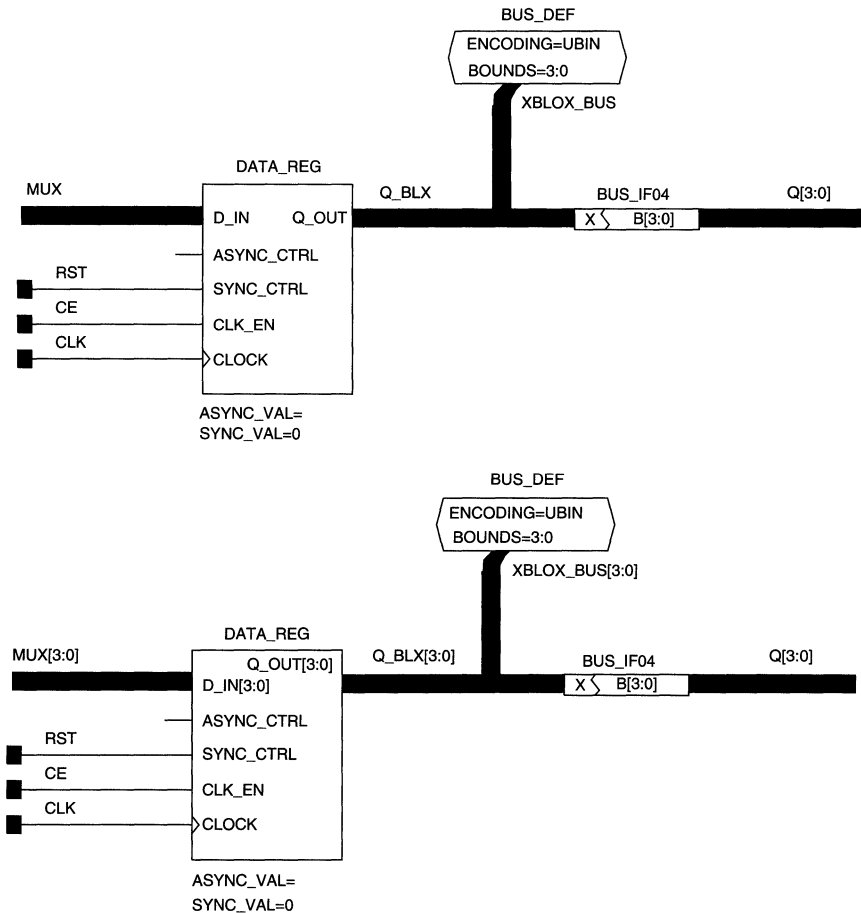 BUS_DEF
ENCODING=UBIN
BOUNDS=3:0
XBLOX_BUS
DATA_REG
MUX
Q_BLX
BUS_IF04
Q[3:0]
D_IN
Q_OUT
X
B[3:0]
ASYNC_CTRL
RST
SYNC_CTRL
CE
CLK_EN
CLK
CLOCK
ASYNC_VAL=
SYNC_VAL=0
BUS_DEF
ENCODING=UBIN
BOUNDS=3:0
XBLOX_BUS[3:0]
DATA_REG
MUX[3:0]
Q_BLX[3:0]
BUS_IF04
Q[3:0]
Q_OUT[3:0]
D_IN[3:0]
X
B[3:0]
ASYNC_CTRL
RST
SYNC_CTRL
CE
CLK_EN
CLK
CLOCK
ASYNC_VAL=
SYNC_VAL=0